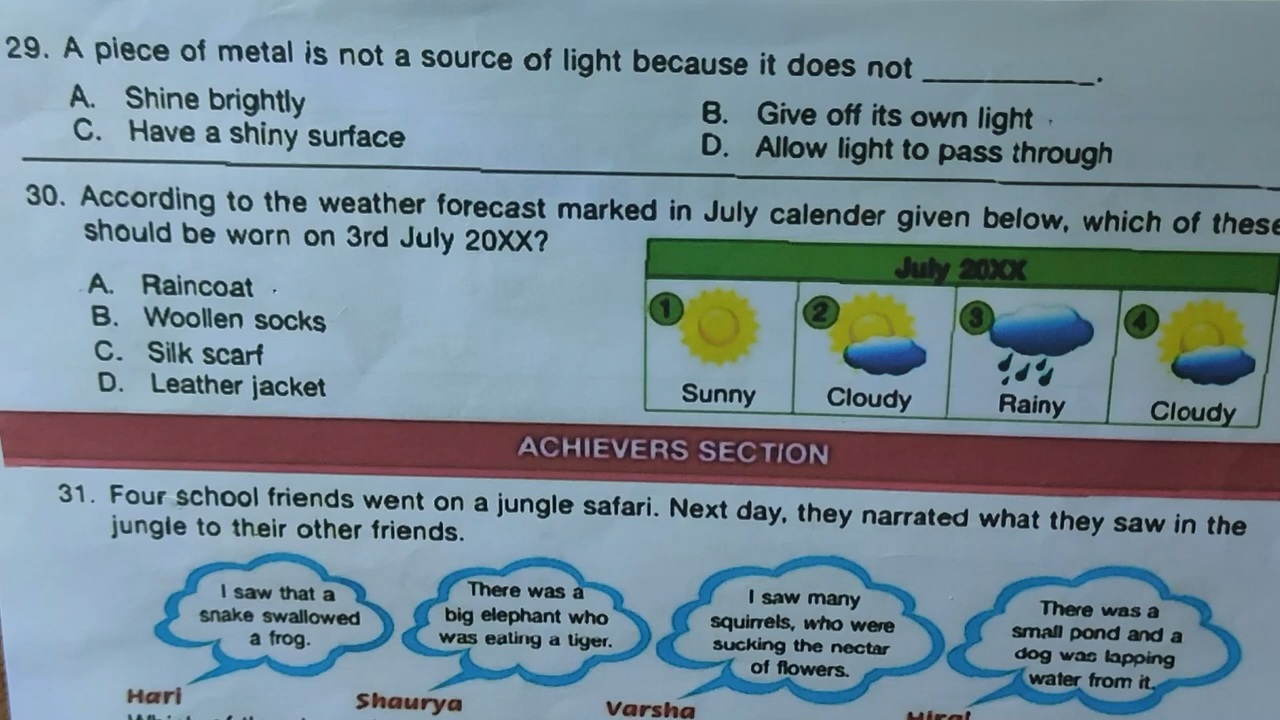 29. A piece of metal is not a source of light because it does not __________.
A. Shine brightly
B. Give off its own light
C. Have a shiny surface
D. Allow light to pass through
30. According to the weather forecast marked in July calender given below, which of these
should be worn on 3rd July 20XX?
A. Raincoat
B. Woollen socks
C. Silk scarf
D. Leather jacket
July 20XX
1 2 3 4
Sunny Cloudy Rainy Cloudy
ACHIEVERS SECTION
31. Four school friends went on a jungle safari. Next day, they narrated what they saw in the
jungle to their other friends.
I saw that a
snake swallowed
a frog.
Hari
There was a
big elephant who
was eating a tiger.
Shaurya
I saw many
squirrels, who were
sucking the nectar
of flowers.
Varsha
There was a
small pond and a
dog was lapping
water from it.